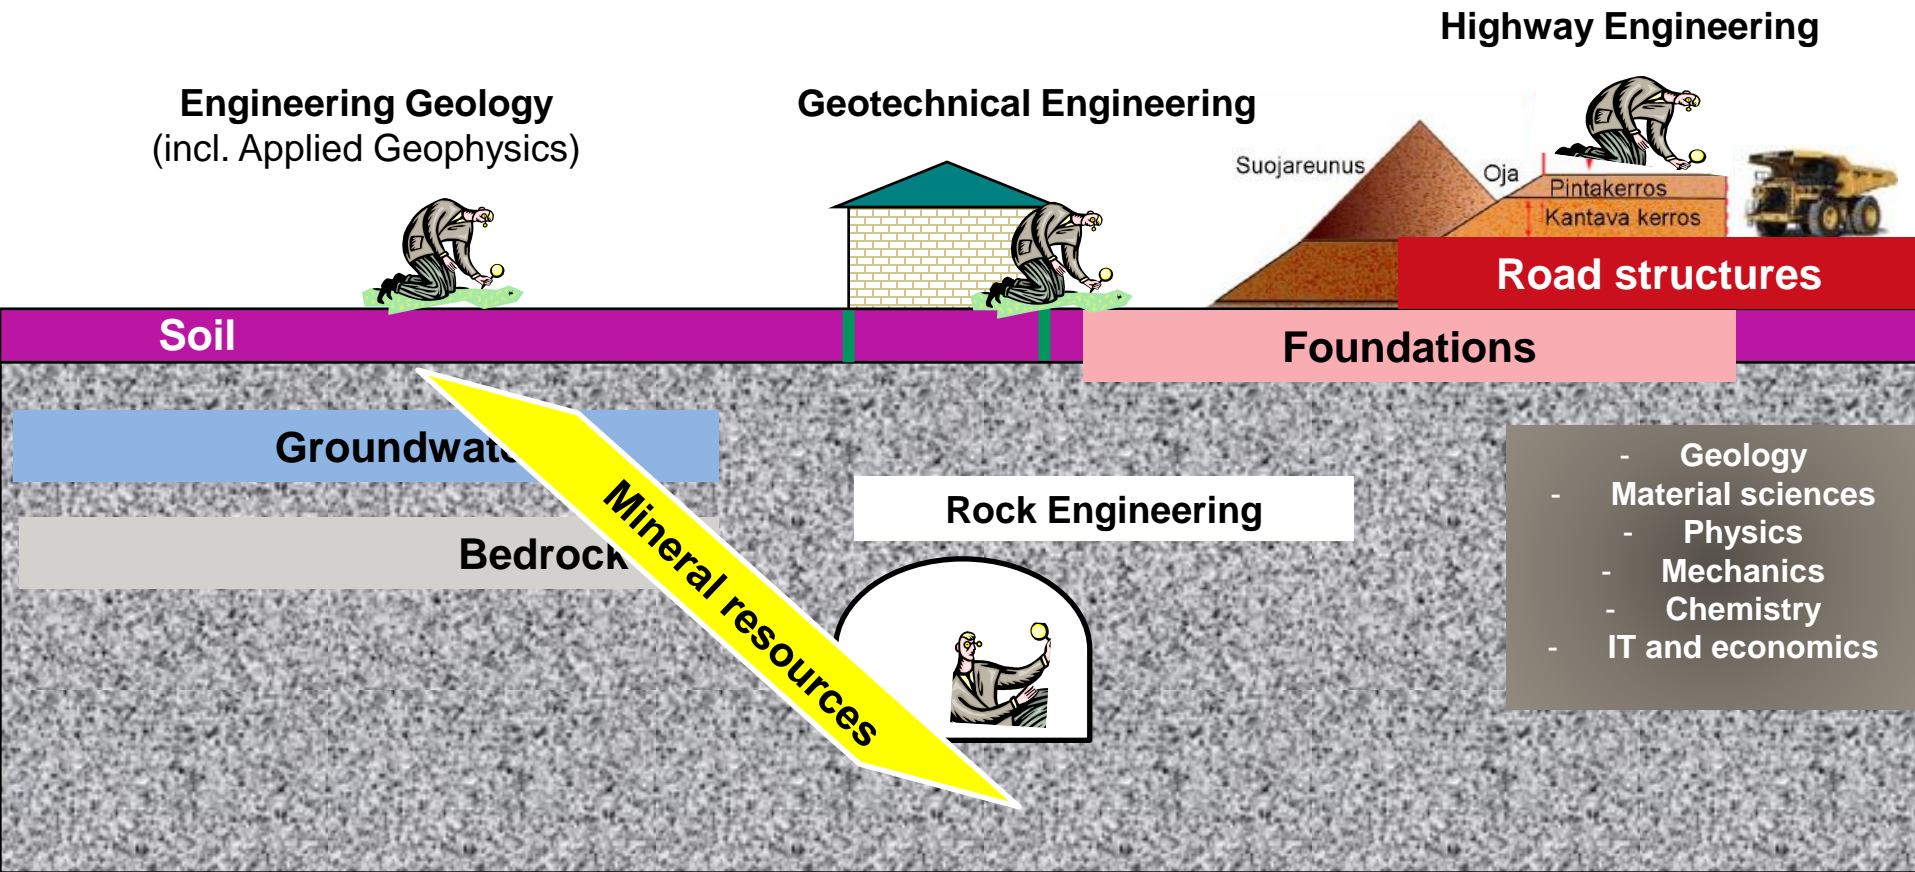 Highway Engineering
Engineering Geology
(incl. Applied Geophysics)
Geotechnical Engineering
Suojareunus
Oja
Pintakerros
Kantava kerros
Road structures
Soil
Foundations
Groundwate
Bedrock
Mineral resources
Rock Engineering
- Geology
- Material sciences
- Physics
- Mechanics
- Chemistry
- IT and economics